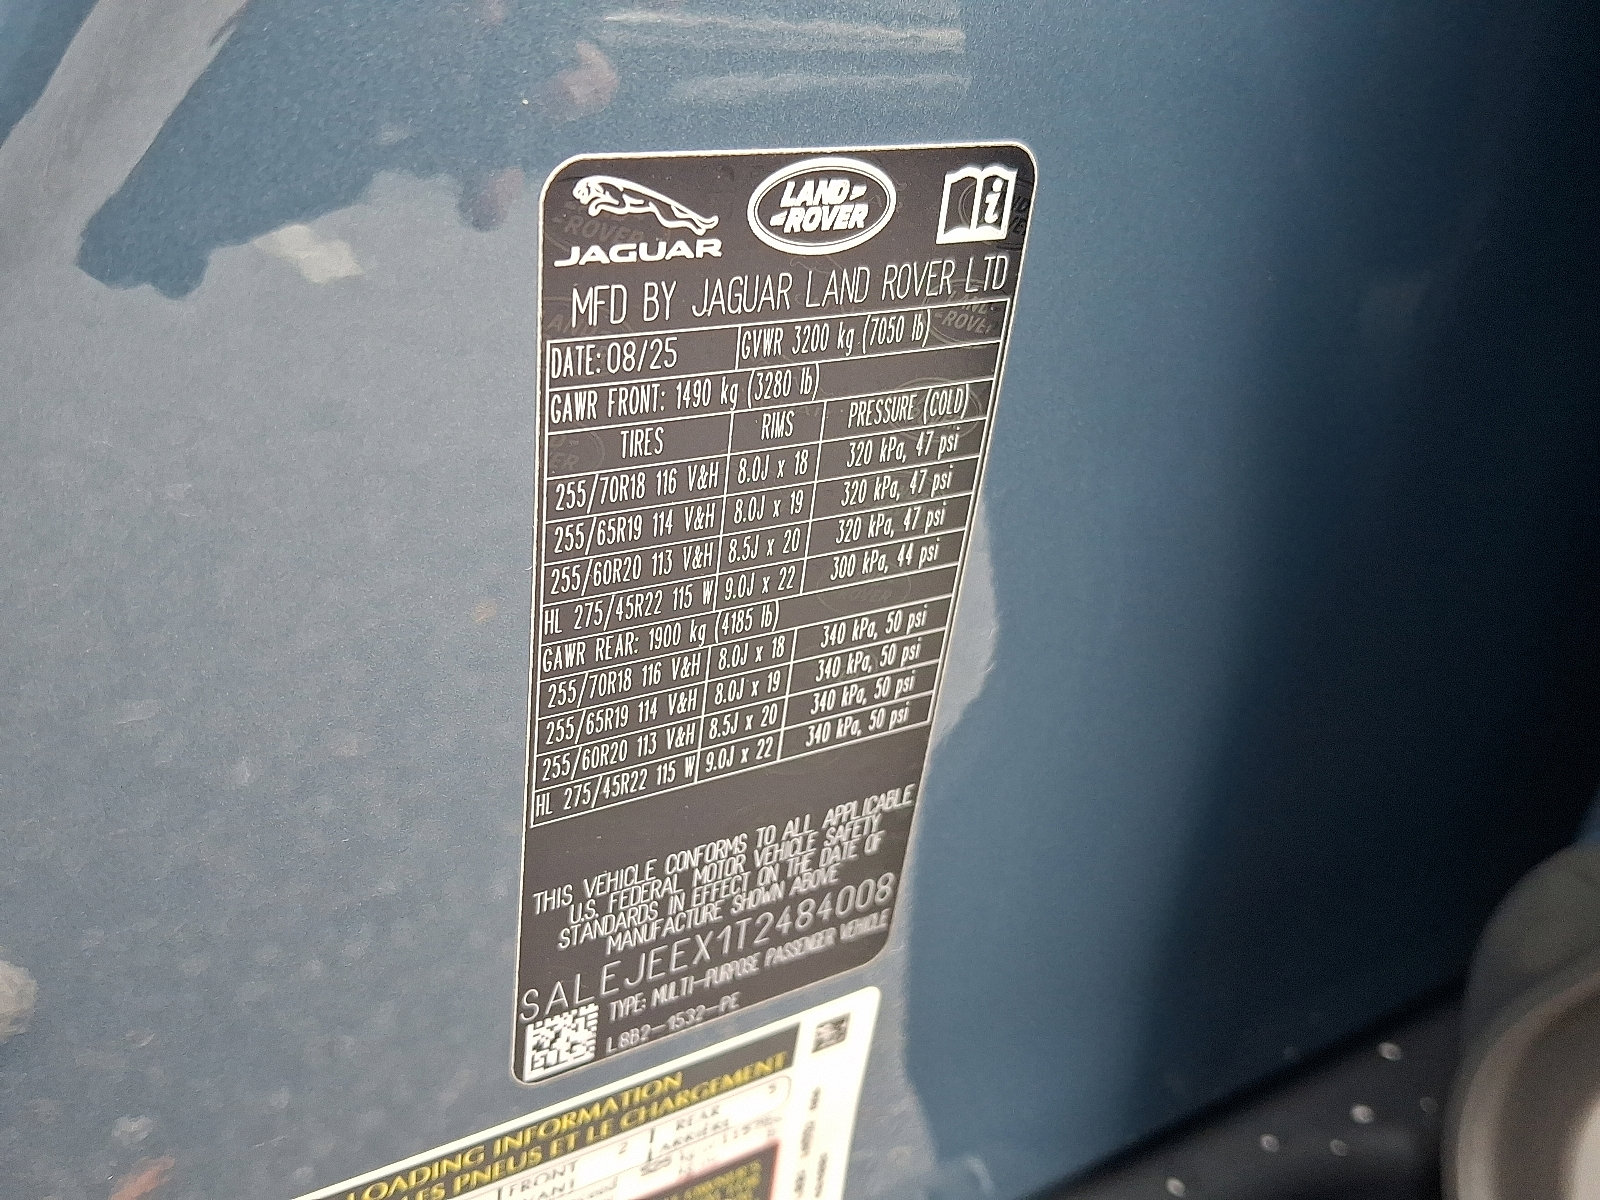 JAGUAR
LAND
ROVER
i
MFD BY JAGUAR LAND ROVER LTD
DATE: 08/25 GVWR 3200 kg (7050 lb)
GAWR FRONT: 1490 kg (3280 lb)
TIRES RIMS PRESSURE (COLD)
255/70R18 116 V&H 8.0J x 18 320 kPa, 47 psi
255/65R19 114 V&H 8.0J x 19 320 kPa, 47 psi
255/60R20 113 V&H 8.5J x 20 320 kPa, 47 psi
HL 275/45R22 115 W 9.0J x 22 300 kPa, 44 psi
GAWR REAR: 1900 kg (4185 lb)
255/70R18 116 V&H 8.0J x 18 340 kPa, 50 psi
255/65R19 114 V&H 8.0J x 19 340 kPa, 50 psi
255/60R20 113 V&H 8.5J x 20 340 kPa, 50 psi
HL 275/45R22 115 W 9.0J x 22 340 kPa, 50 psi
THIS VEHICLE CONFORMS TO ALL APPLICABLE
U.S. FEDERAL MOTOR VEHICLE SAFETY
STANDARDS IN EFFECT ON THE DATE OF
MANUFACTURE SHOWN ABOVE
SALEJEEX1T2484008
TYPE: MULTI-PURPOSE PASSENGER VEHICLE
L8B2-1532-PE
LOADING INFORMATION
LES PNEUS ET LE CHARGEMENT
FRONT 2 REAR 5